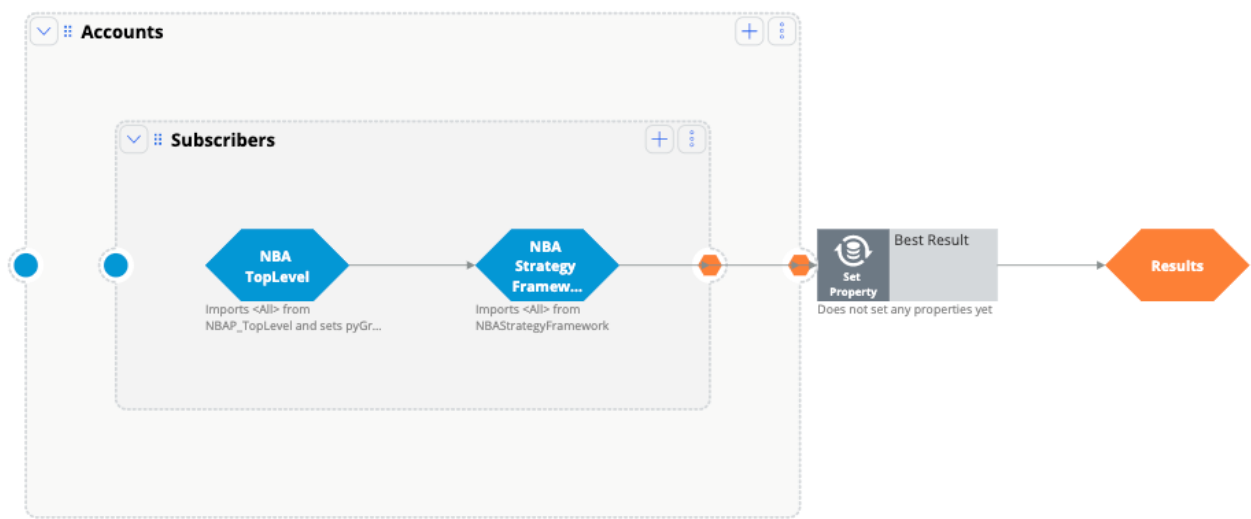 Accounts
Subscribers
NBA
TopLevel
Imports <All> from
NBAP_TopLevel and sets pyGr...
NBA
Strategy
Framew...
Imports <All> from
NBAStrategyFramework
Set
Property
Best Result
Does not set any properties yet
Results